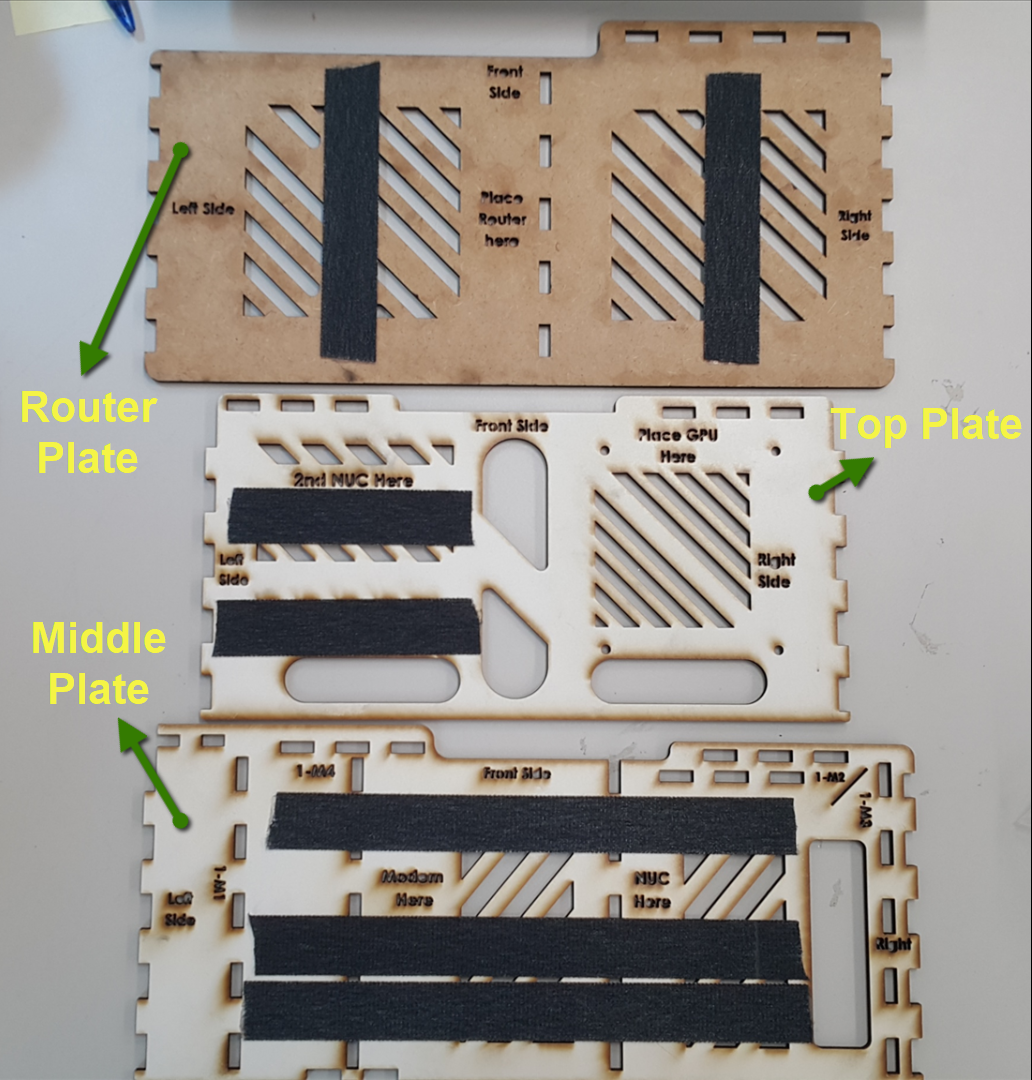 Front
Side
Left Side
Place
Router
here
Right
Side
Router
Plate
Front Side
Place GPU
Here
Top Plate
2nd NUC Here
Left
Side
Right
Side
Middle
Plate
1-M4
Front Side
1-M2
1-M3
Modem
Here
NUC
Here
1-M1
Left
Side
Right